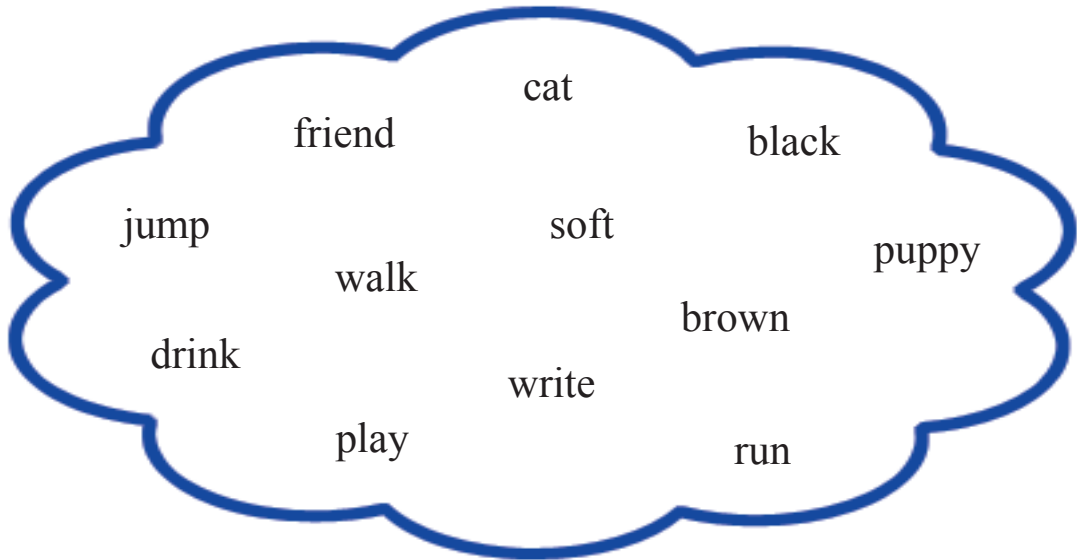 cat
friend
black
jump
soft
puppy
walk
brown
drink
write
play
run